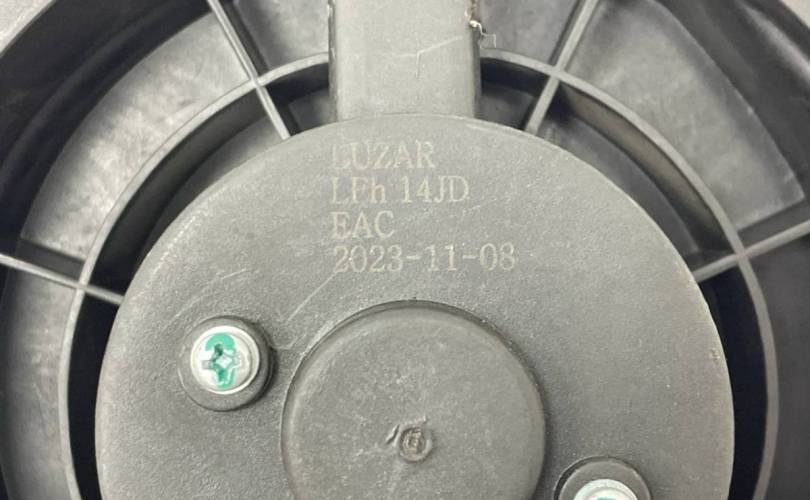 LUZAR
LFh 14JD
EAC
2023-11-08